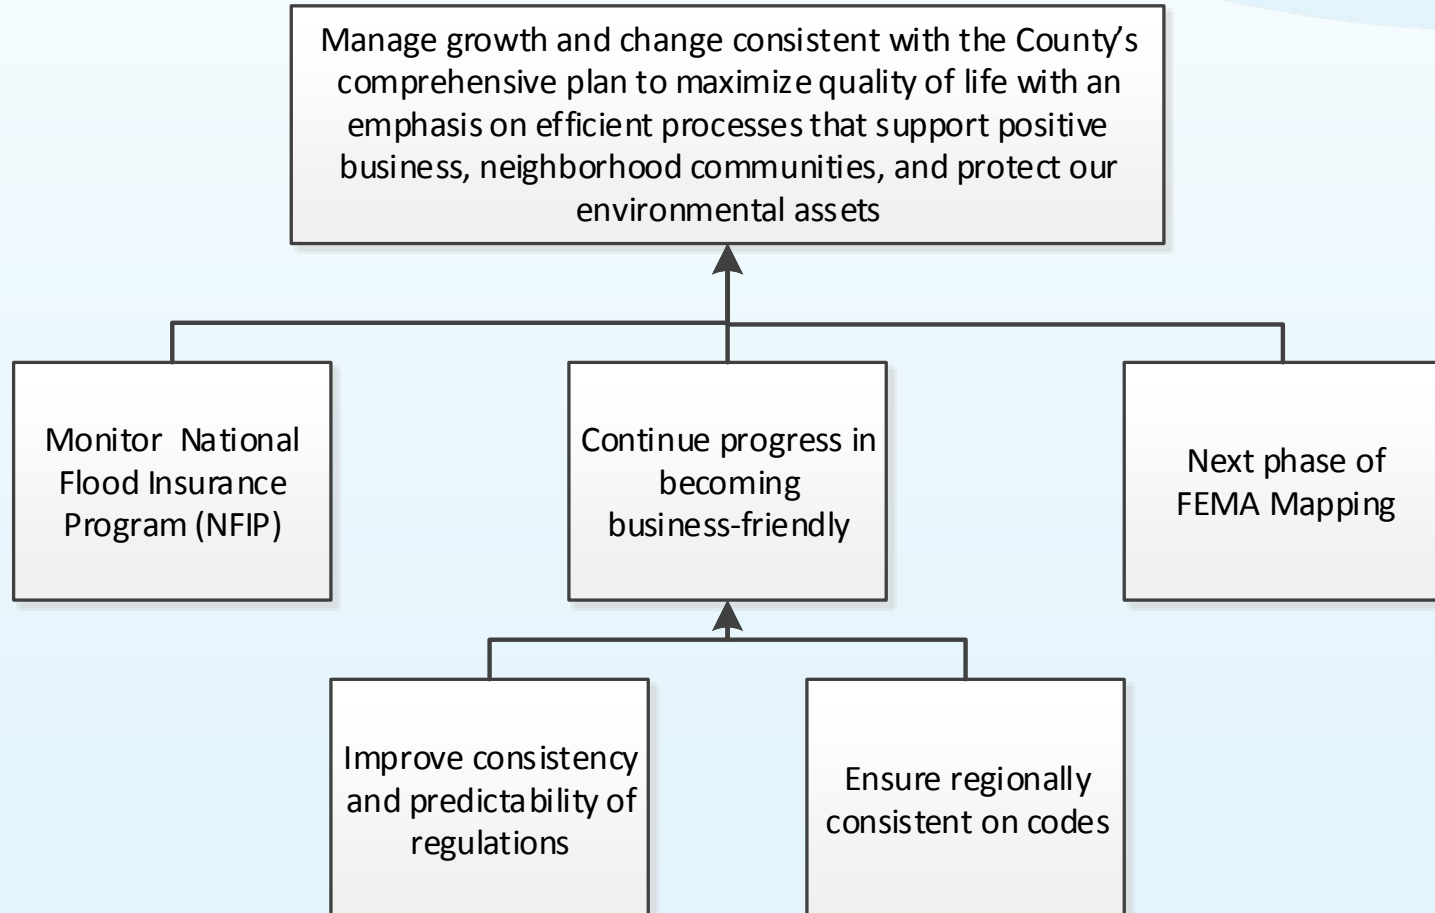 Manage growth and change consistent with the County’s
comprehensive plan to maximize quality of life with an
emphasis on efficient processes that support positive
business, neighborhood communities, and protect our
environmental assets
Monitor National
Flood Insurance
Program (NFIP)
Continue progress in
becoming
business-friendly
Next phase of
FEMA Mapping
Improve consistency
and predictability of
regulations
Ensure regionally
consistent on codes